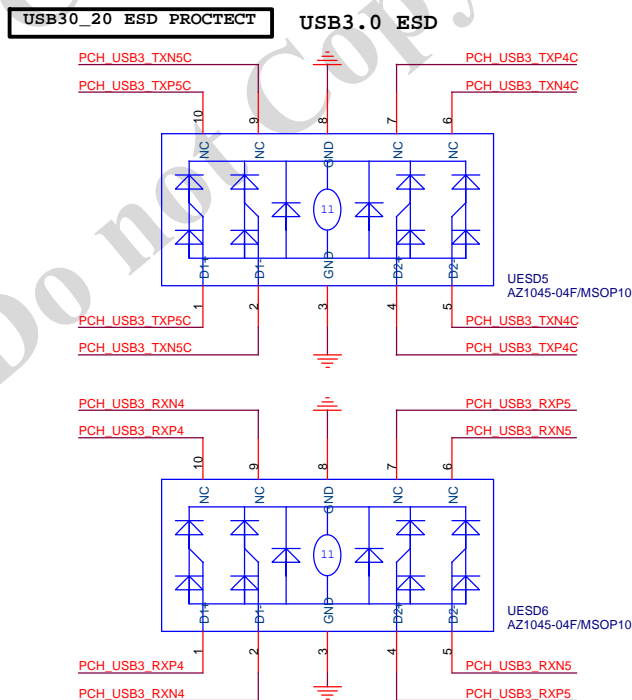 USB30_20 ESD PROCTECT
USB3.0 ESD
PCH_USB3_TXN5C
PCH_USB3_TXP4C
PCH_USB3_TXP5C
PCH_USB3_TXN4C
10 9 8 7 6
NC NC GND NC NC
11
D1+ D1- GND D2+ D2-
UESD5
AZ1045-04F/MSOP10
1 2 3 4 5
PCH_USB3_TXP5C
PCH_USB3_TXN4C
PCH_USB3_TXN5C
PCH_USB3_TXP4C
PCH_USB3_RXN4
PCH_USB3_RXP5
PCH_USB3_RXP4
PCH_USB3_RXN5
10 9 8 7 6
NC NC GND NC NC
11
D1+ D1- GND D2+ D2-
UESD6
AZ1045-04F/MSOP10
1 2 3 4 5
PCH_USB3_RXP4
PCH_USB3_RXN5
PCH_USB3_RXN4
PCH_USB3_RXP5
Do not Copy